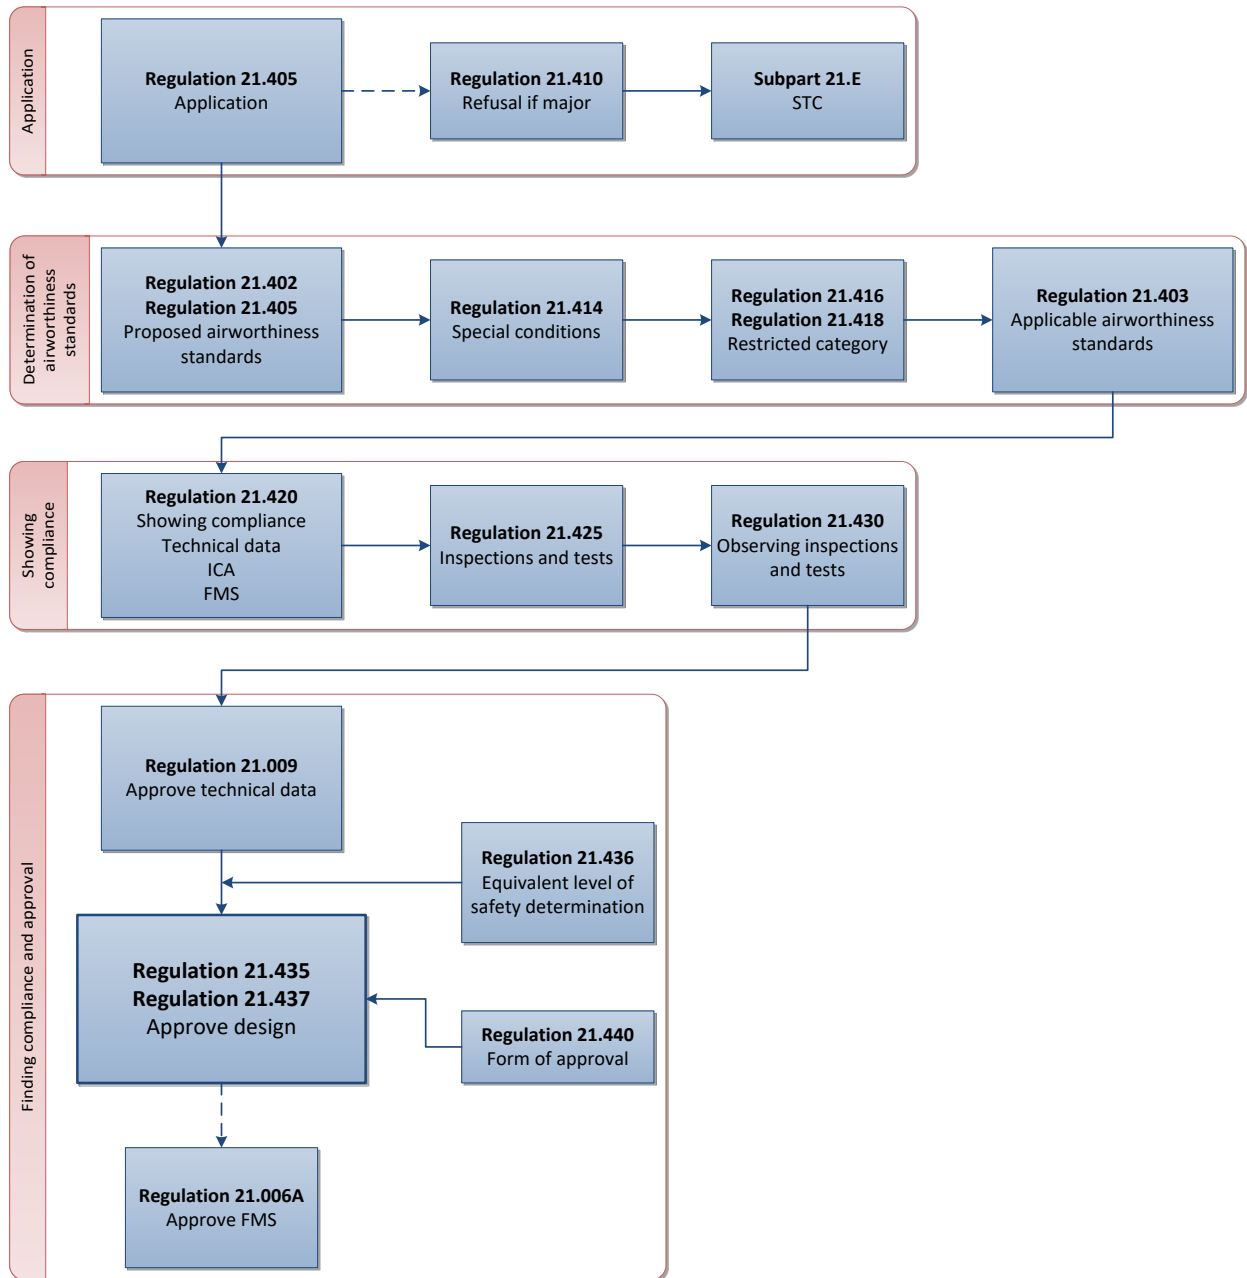 Application
Regulation 21.405
Application
Regulation 21.410
Refusal if major
Subpart 21.E
STC
Determination of
airworthiness
standards
Regulation 21.402
Regulation 21.405
Proposed airworthiness
standards
Regulation 21.414
Special conditions
Regulation 21.416
Regulation 21.418
Restricted category
Regulation 21.403
Applicable airworthiness
standards
Showing
compliance
Regulation 21.420
Showing compliance
Technical data
ICA
FMS
Regulation 21.425
Inspections and tests
Regulation 21.430
Observing inspections
and tests
Finding compliance and approval
Regulation 21.009
Approve technical data
Regulation 21.436
Equivalent level of
safety determination
Regulation 21.435
Regulation 21.437
Approve design
Regulation 21.440
Form of approval
Regulation 21.006A
Approve FMS